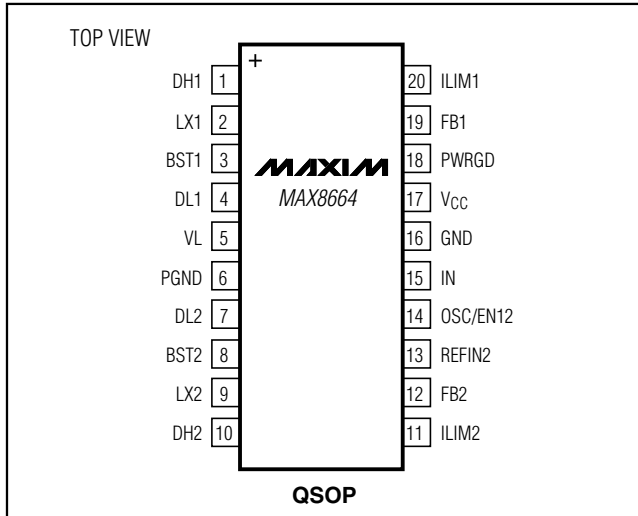 TOP VIEW
+
DH1 1
LX1 2
BST1 3
DL1 4
VL 5
PGND 6
DL2 7
BST2 8
LX2 9
DH2 10
MAXIM
MAX8664
20 ILIM1
19 FB1
18 PWRGD
17 VCC
16 GND
15 IN
14 OSC/EN12
13 REFIN2
12 FB2
11 ILIM2
QSOP